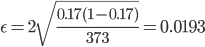 ϵ = 2√(0.17(1 − 0.17)/373) = 0.0193